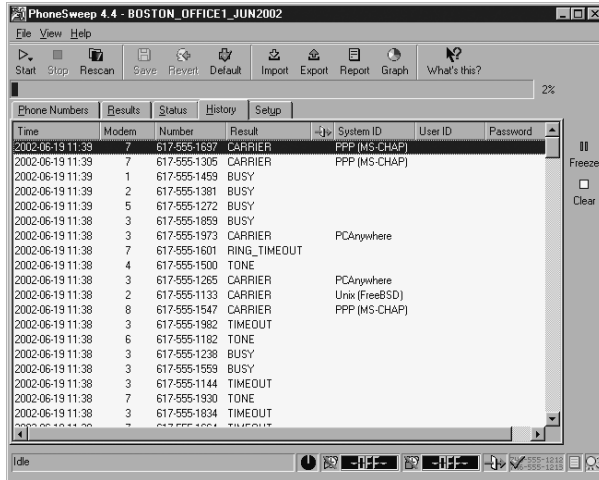 PhoneSweep 4.4 - BOSTON_OFFICE1_JUN2002
File View Help
Start Stop Rescan Save Revert Default Import Export Report Graph What's this?
2%
Phone Numbers Results Status History Setup
Time Modem Number Result System ID User ID Password
2002-06-19 11:39 7 617-555-1697 CARRIER PPP (MS-CHAP)
2002-06-19 11:39 7 617-555-1305 CARRIER PPP (MS-CHAP)
2002-06-19 11:39 1 617-555-1459 BUSY
2002-06-19 11:39 2 617-555-1381 BUSY
2002-06-19 11:39 5 617-555-1272 BUSY
2002-06-19 11:38 3 617-555-1859 BUSY
2002-06-19 11:38 3 617-555-1973 CARRIER PCAnywhere
2002-06-19 11:38 7 617-555-1601 RING_TIMEOUT
2002-06-19 11:38 4 617-555-1500 TONE
2002-06-19 11:38 3 617-555-1265 CARRIER PCAnywhere
2002-06-19 11:38 2 617-555-1133 CARRIER Unix (FreeBSD)
2002-06-19 11:38 8 617-555-1547 CARRIER PPP (MS-CHAP)
2002-06-19 11:38 3 617-555-1982 TIMEOUT
2002-06-19 11:38 6 617-555-1182 TONE
2002-06-19 11:38 3 617-555-1238 BUSY
2002-06-19 11:38 3 617-555-1559 BUSY
2002-06-19 11:38 3 617-555-1144 TIMEOUT
2002-06-19 11:38 7 617-555-1930 TONE
2002-06-19 11:38 3 617-555-1834 TIMEOUT
Freeze
Clear
Idle
-OFF- -OFF-